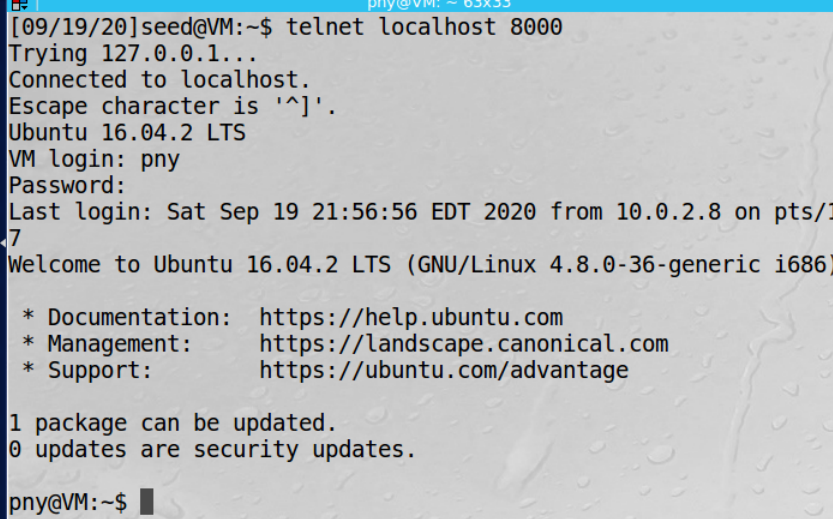 pny@VM: ~ 63x33
[09/19/20]seed@VM:~$ telnet localhost 8000
Trying 127.0.0.1...
Connected to localhost.
Escape character is '^]'.
Ubuntu 16.04.2 LTS
VM login: pny
Password:
Last login: Sat Sep 19 21:56:56 EDT 2020 from 10.0.2.8 on pts/1
7
Welcome to Ubuntu 16.04.2 LTS (GNU/Linux 4.8.0-36-generic i686)
* Documentation:  https://help.ubuntu.com
* Management:     https://landscape.canonical.com
* Support:        https://ubuntu.com/advantage
1 package can be updated.
0 updates are security updates.
pny@VM:~$